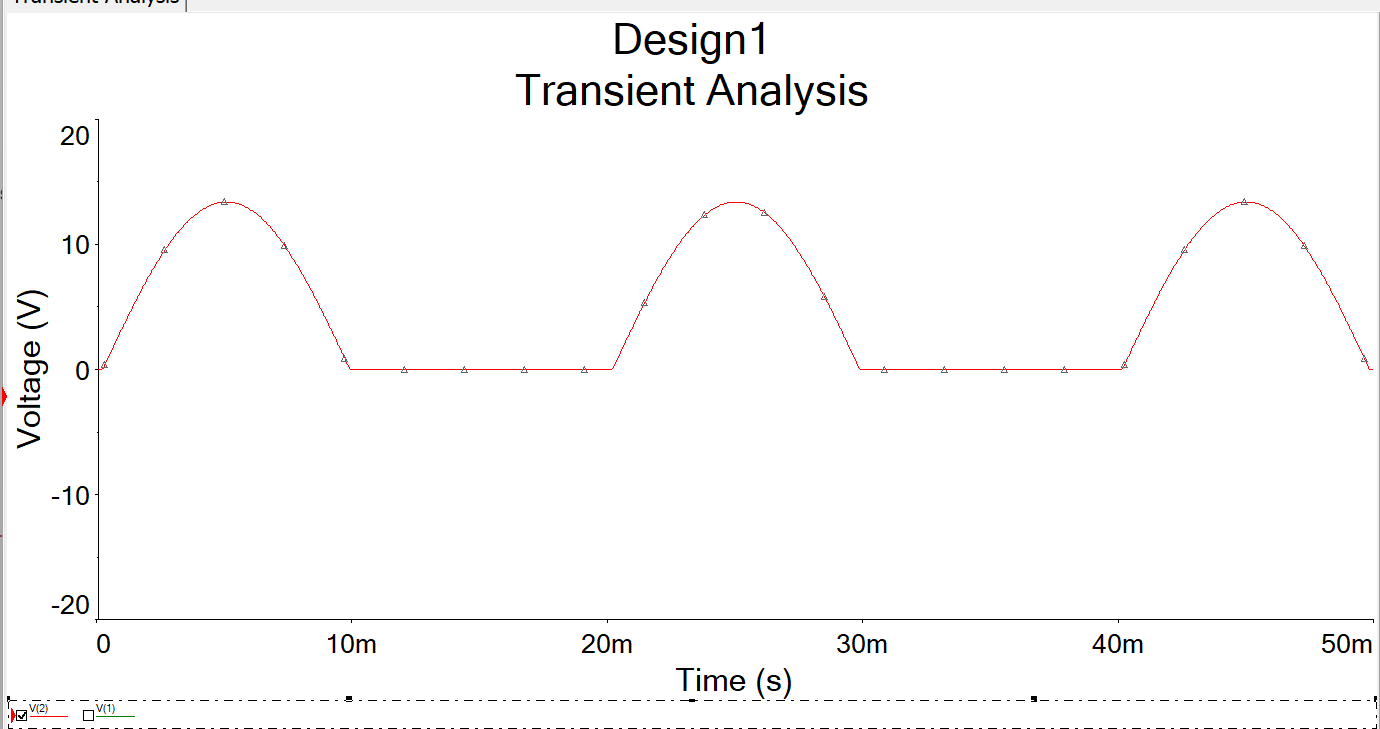 Transient Analysis
Design1
Transient Analysis
20
10
0
-10
-20
Voltage (V)
0 10m 20m 30m 40m 50m
Time (s)
V(2) V(1)